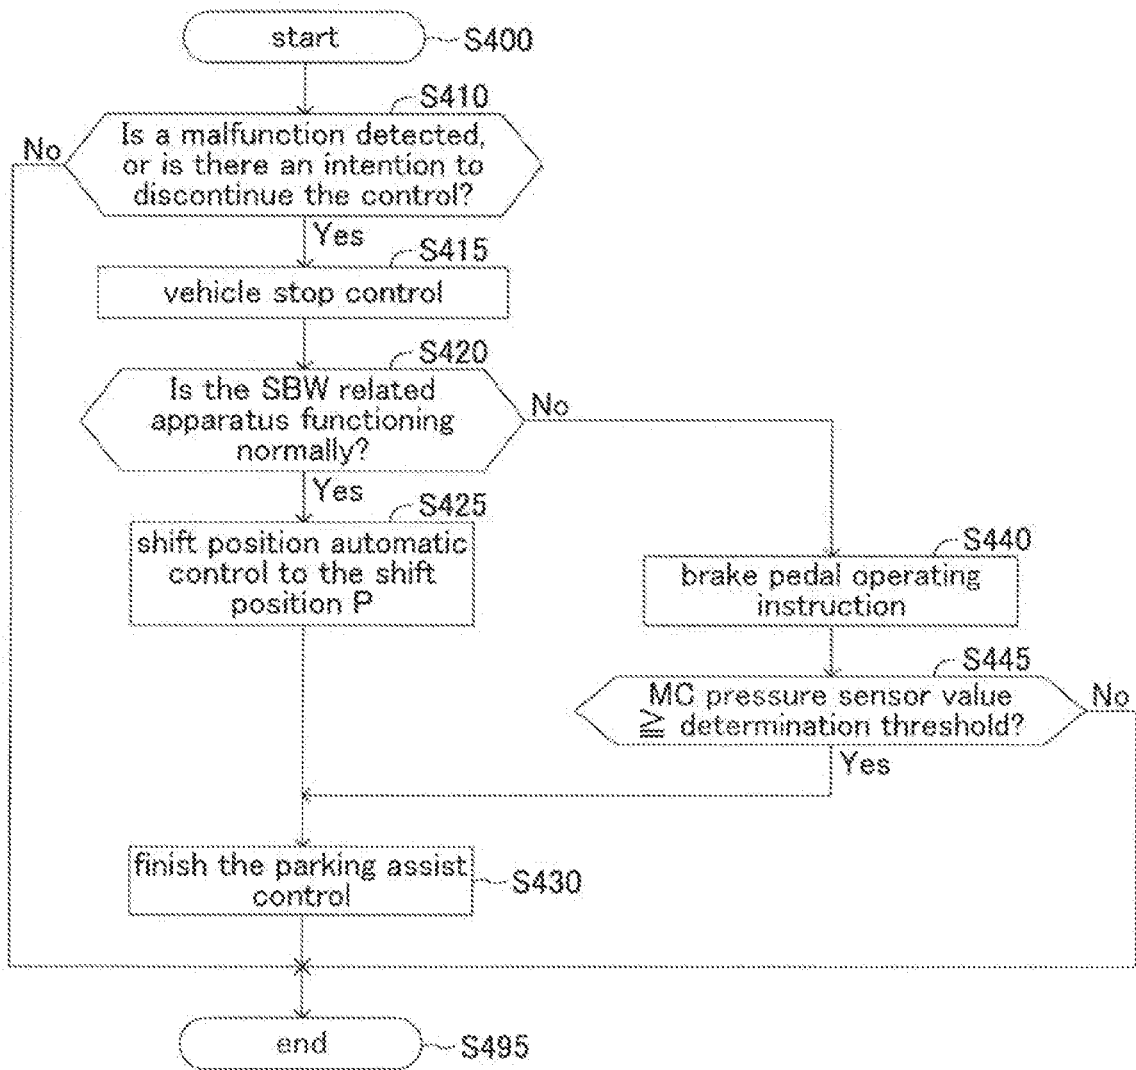 start
S400
S410
Is a malfunction detected,
or is there an intention to
discontinue the control?
No
Yes
S415
vehicle stop control
S420
Is the SBW related
apparatus functioning
normally?
No
Yes
S425
shift position automatic
control to the shift
position P
S440
brake pedal operating
instruction
S445
MC pressure sensor value
≧ determination threshold?
No
Yes
finish the parking assist
control
S430
end
S495